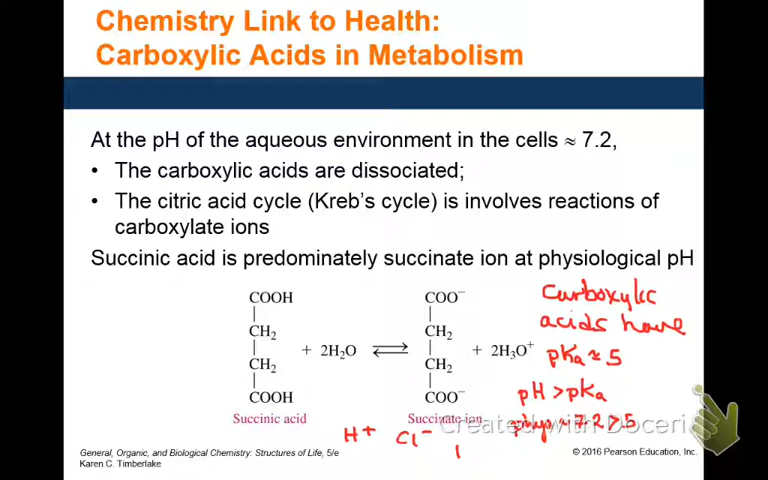 Chemistry Link to Health:
Carboxylic Acids in Metabolism
At the pH of the aqueous environment in the cells ≈ 7.2,
• The carboxylic acids are dissociated;
• The citric acid cycle (Kreb’s cycle) is involves reactions of
carboxylate ions
Succinic acid is predominately succinate ion at physiological pH
COOH COO⁻
| |
CH₂ CH₂
| + 2H₂O ⇌ | + 2H₃O⁺
CH₂ CH₂
| |
COOH COO⁻
Succinic acid Succinate ion
Carboxylic
acids have
pKa ≈ 5
pH > pKa
7.2 > 5
H+ Cl⁻
Created with Doceri
General, Organic, and Biological Chemistry: Structures of Life, 5/e
Karen C. Timberlake
© 2016 Pearson Education, Inc.